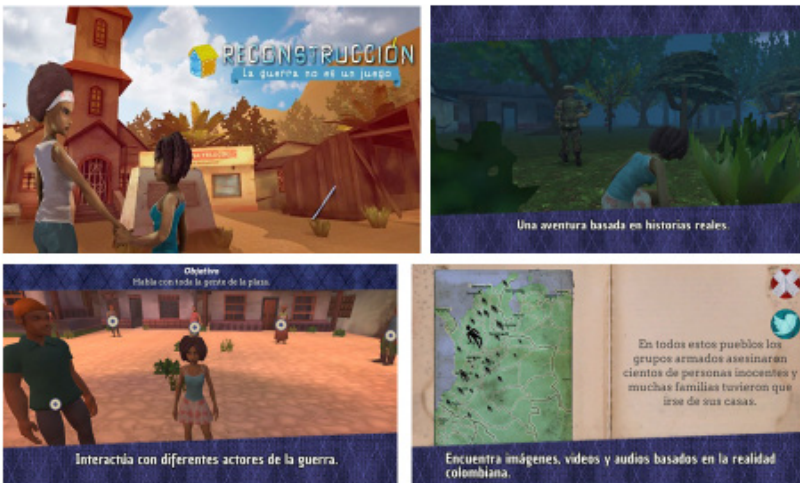 RECONSTRUCCIÓN
la guerra no es un juego
Una aventura basada en historias reales.
Objetivo
Habla con toda la gente de la plaza.
Interactúa con diferentes actores de la guerra.
En todos estos pueblos los
grupos armados asesinaron
cientos de personas inocentes y
muchas familias tuvieron que
irse de sus casas.
Encuentra imágenes, videos y audios basados en la realidad
colombiana.